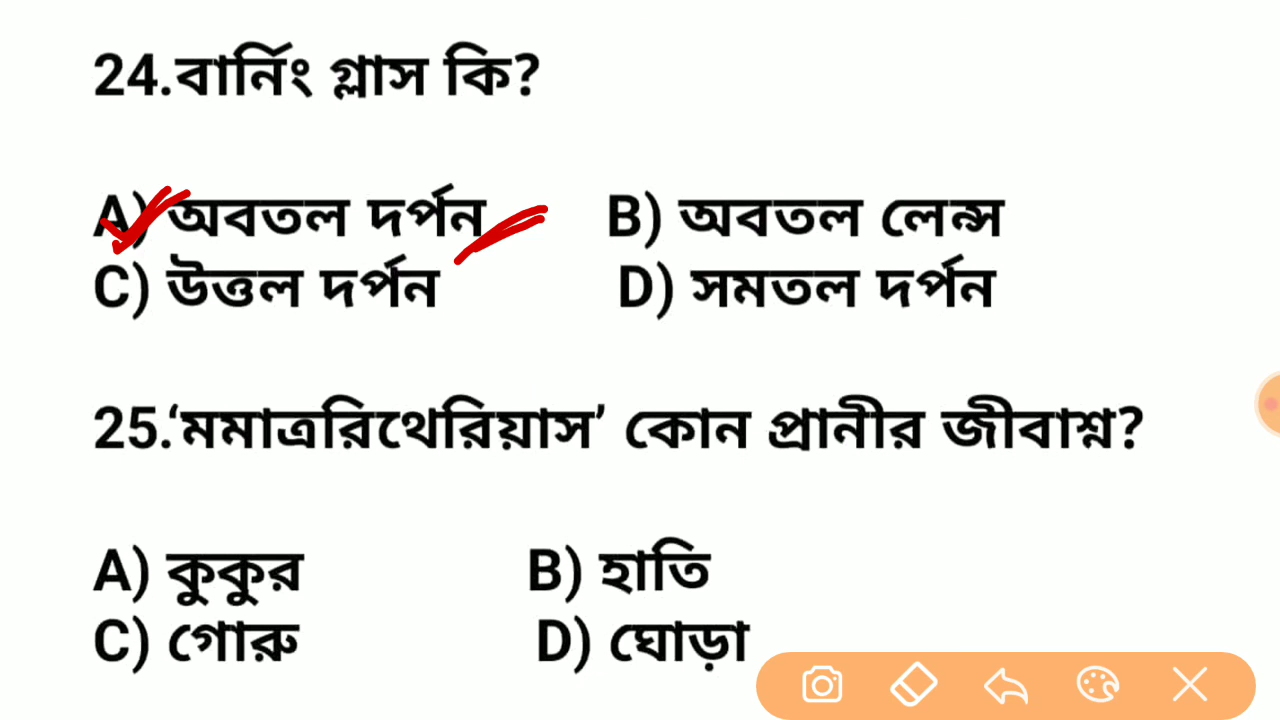 24.বার্নিং গ্লাস কি?
A) অবতল দর্পন B) অবতল লেন্স
C) উত্তল দর্পন D) সমতল দর্পন
25.‘মমাত্ররিথেরিয়াস’ কোন প্রানীর জীবাশ্ন?
A) কুকুর B) হাতি
C) গোরু D) ঘোড়া